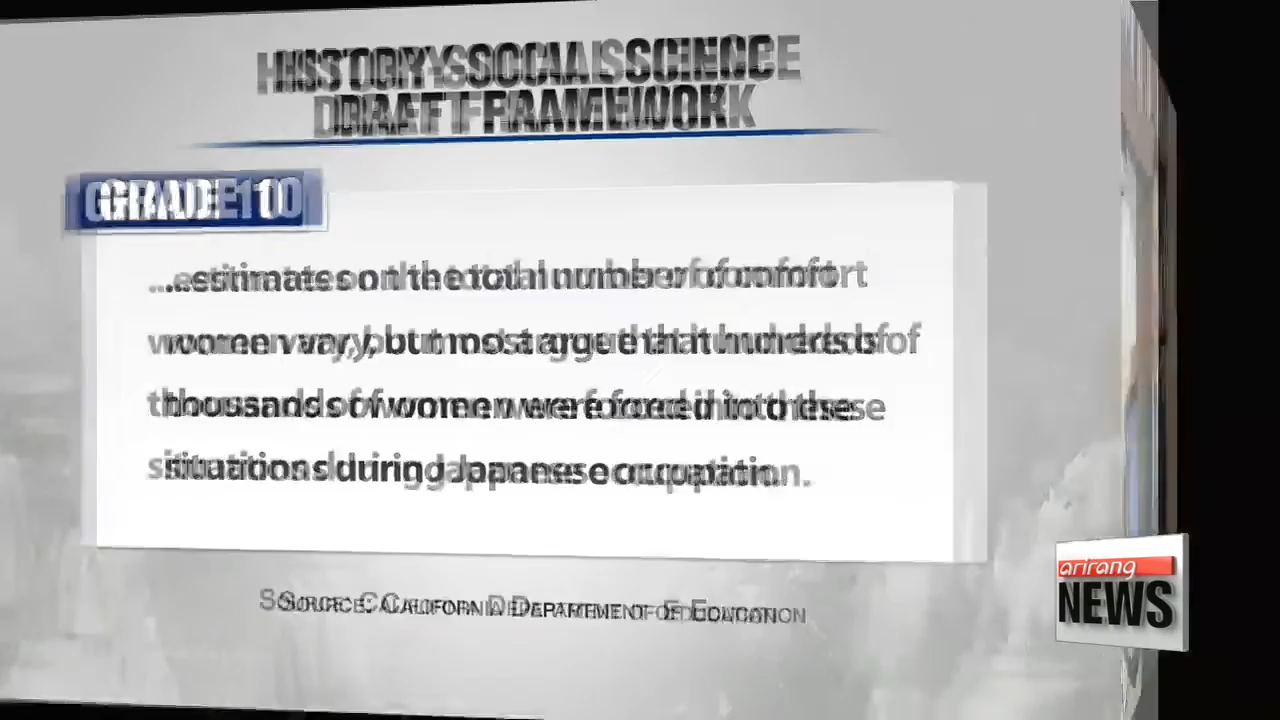 HISTORY-SOCIAL SCIENCE
DRAFT FRAMEWORK
GRADE 10
...estimates on the total number of comfort
women vary, but most argue that hundreds of
thousands of women were forced into these
situations during Japanese occupation.
SOURCE: CALIFORNIA DEPARTMENT OF EDUCATION
arirang
NEWS